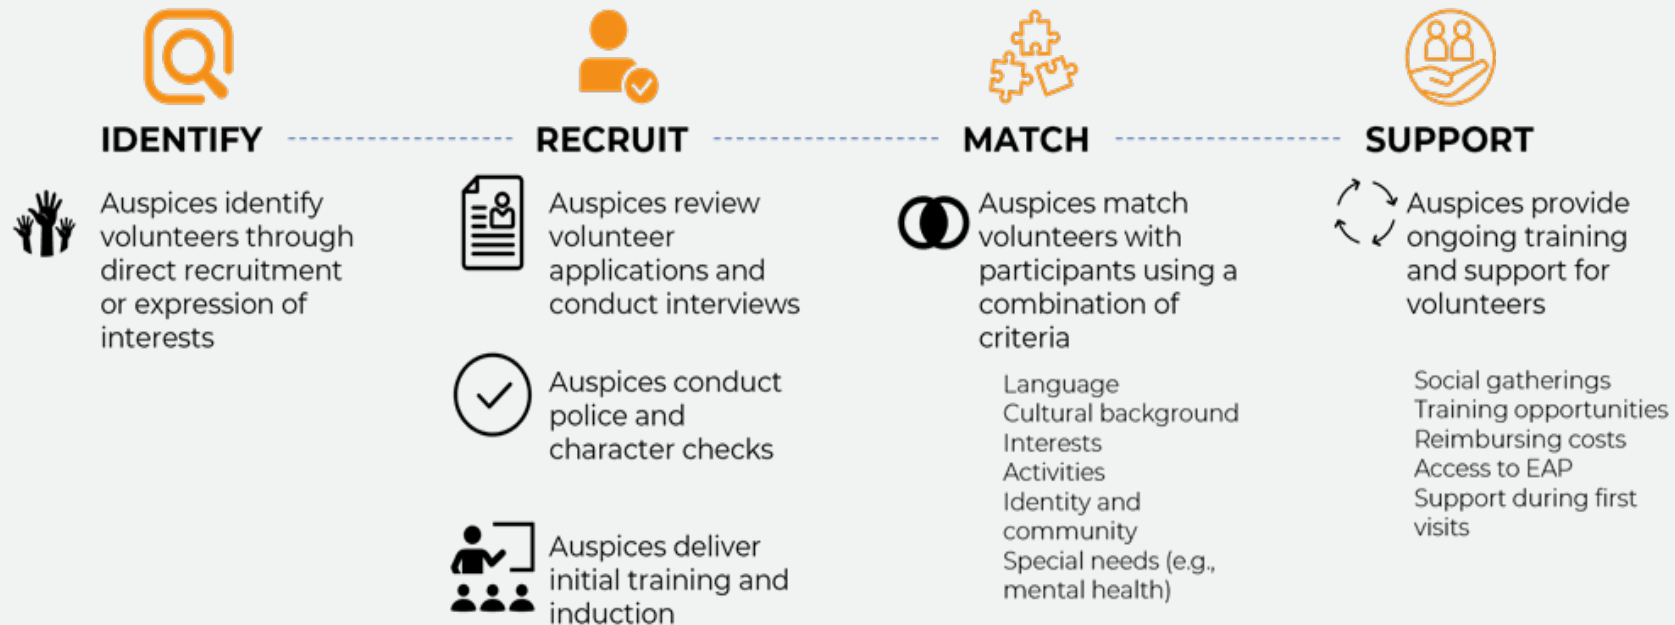 IDENTIFY
Auspices identify
volunteers through
direct recruitment
or expression of
interests
RECRUIT
Auspices review
volunteer
applications and
conduct interviews
Auspices conduct
police and
character checks
Auspices deliver
initial training and
induction
MATCH
Auspices match
volunteers with
participants using a
combination of
criteria
Language
Cultural background
Interests
Activities
Identity and
community
Special needs (e.g.,
mental health)
SUPPORT
Auspices provide
ongoing training
and support for
volunteers
Social gatherings
Training opportunities
Reimbursing costs
Access to EAP
Support during first
visits